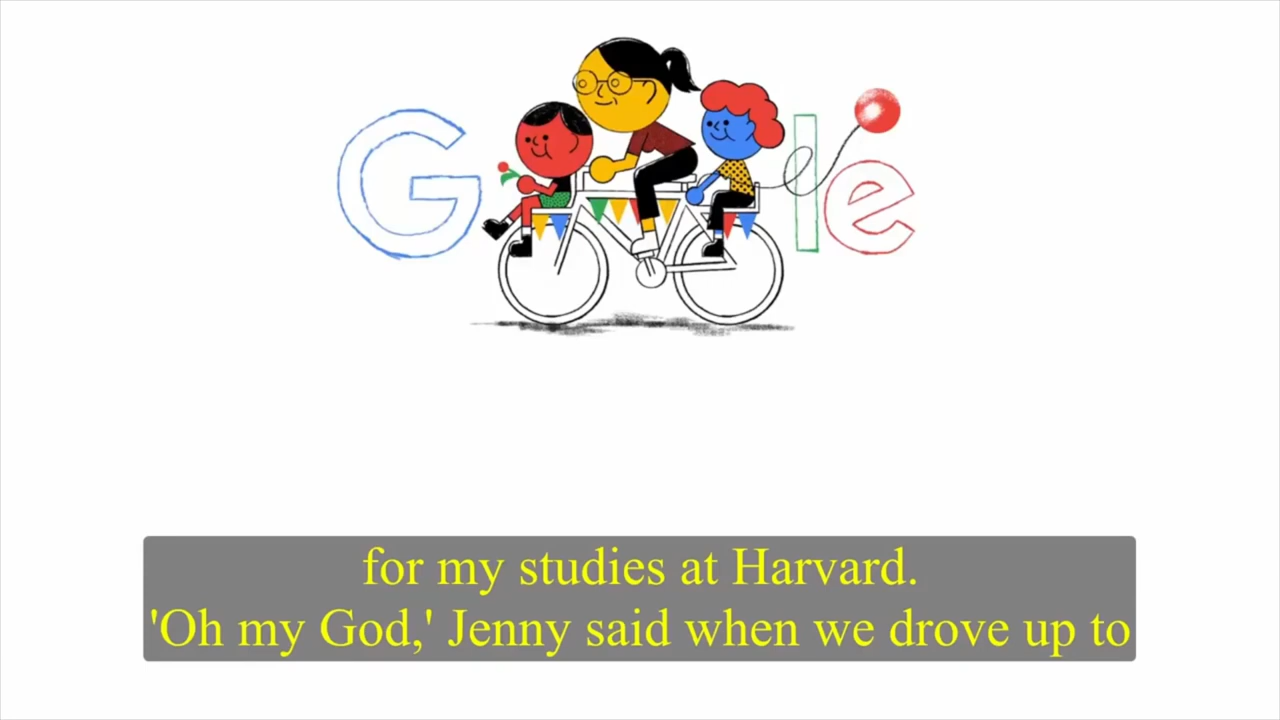 G le
for my studies at Harvard.
'Oh my God,' Jenny said when we drove up to